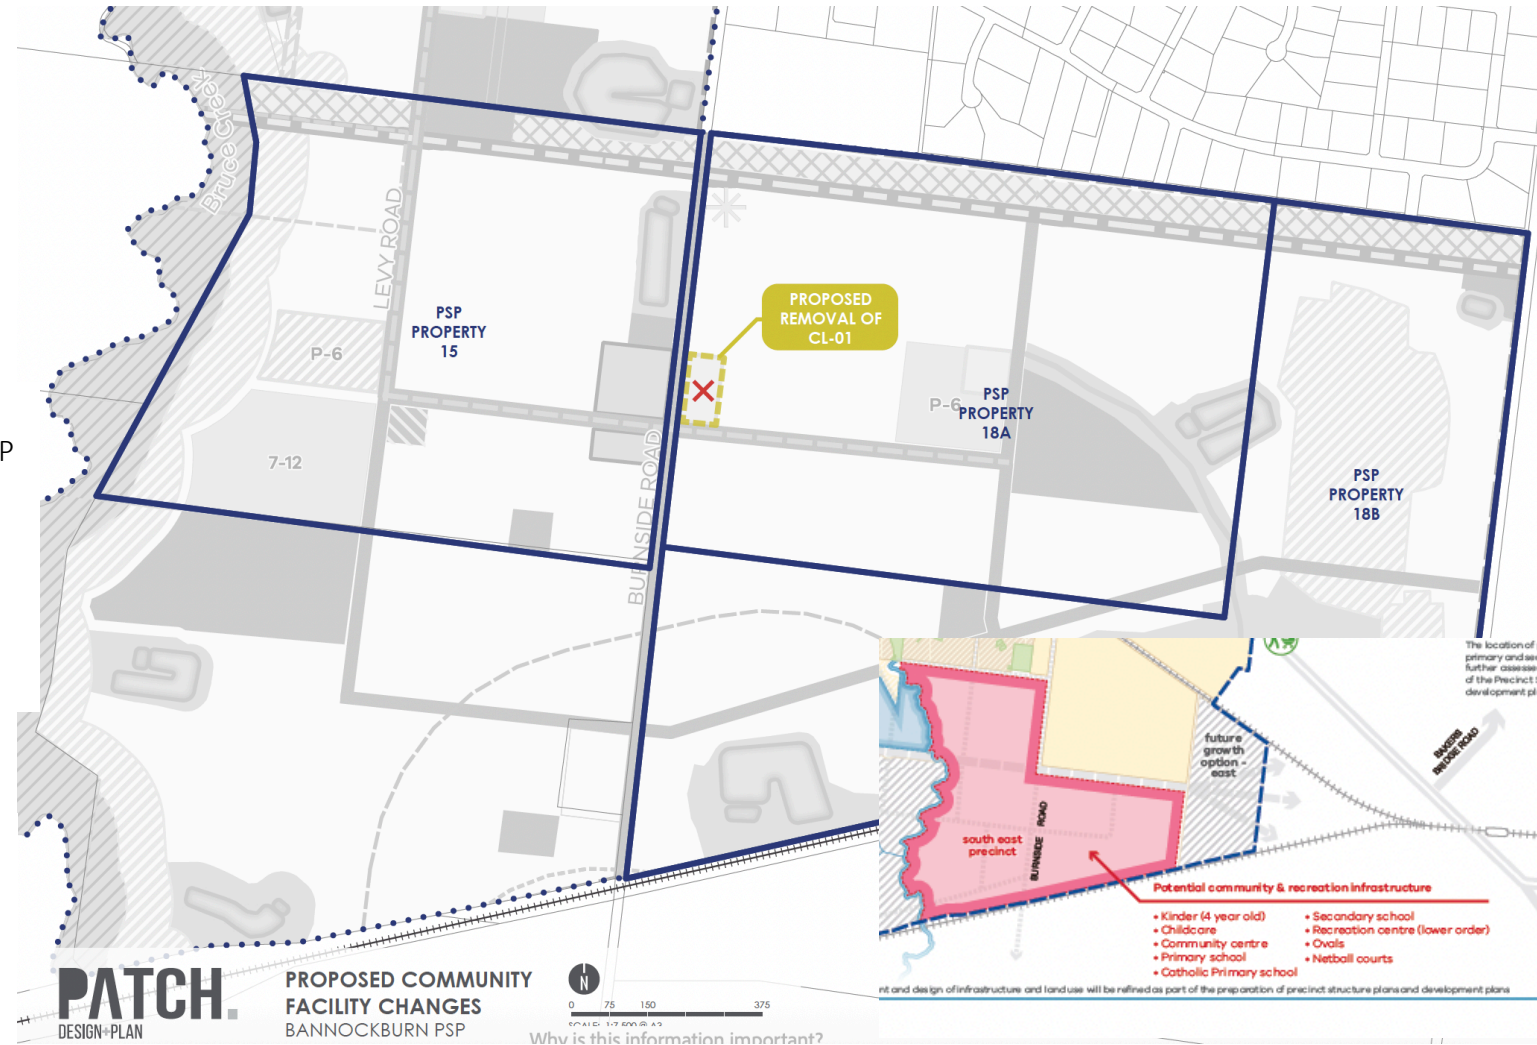 Bruce Creek
LEVY ROAD
PSP
PROPERTY
15
P-6
7-12
BURNSIDE ROAD
PROPOSED
REMOVAL OF
CL-01
P-6
PSP
PROPERTY
18A
PSP
PROPERTY
18B
P
The location of
primary and se
further assesse
of the Precinct
development pl
future
growth
option -
east
BAKERS
BRIDGE ROAD
south east
precinct
BURNSIDE ROAD
Potential community & recreation infrastructure
• Kinder (4 year old)
• Childcare
• Community centre
• Primary school
• Catholic Primary school
• Secondary school
• Recreation centre (lower order)
• Ovals
• Netball courts
nt and design of infrastructure and land use will be refined as part of the preparation of precinct structure plans and development plans
PATCH.
DESIGN+PLAN
PROPOSED COMMUNITY
FACILITY CHANGES
BANNOCKBURN PSP
N
0 75 150 375
SCALE: 1:7,500 @ A3
Why is this information important?